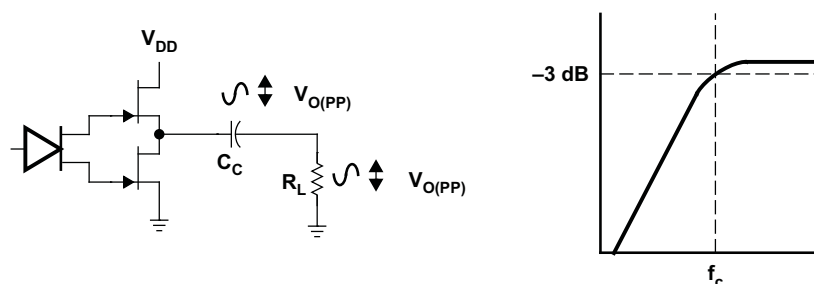 V_DD
V_O(PP)
C_C
R_L
V_O(PP)
–3 dB
f_c